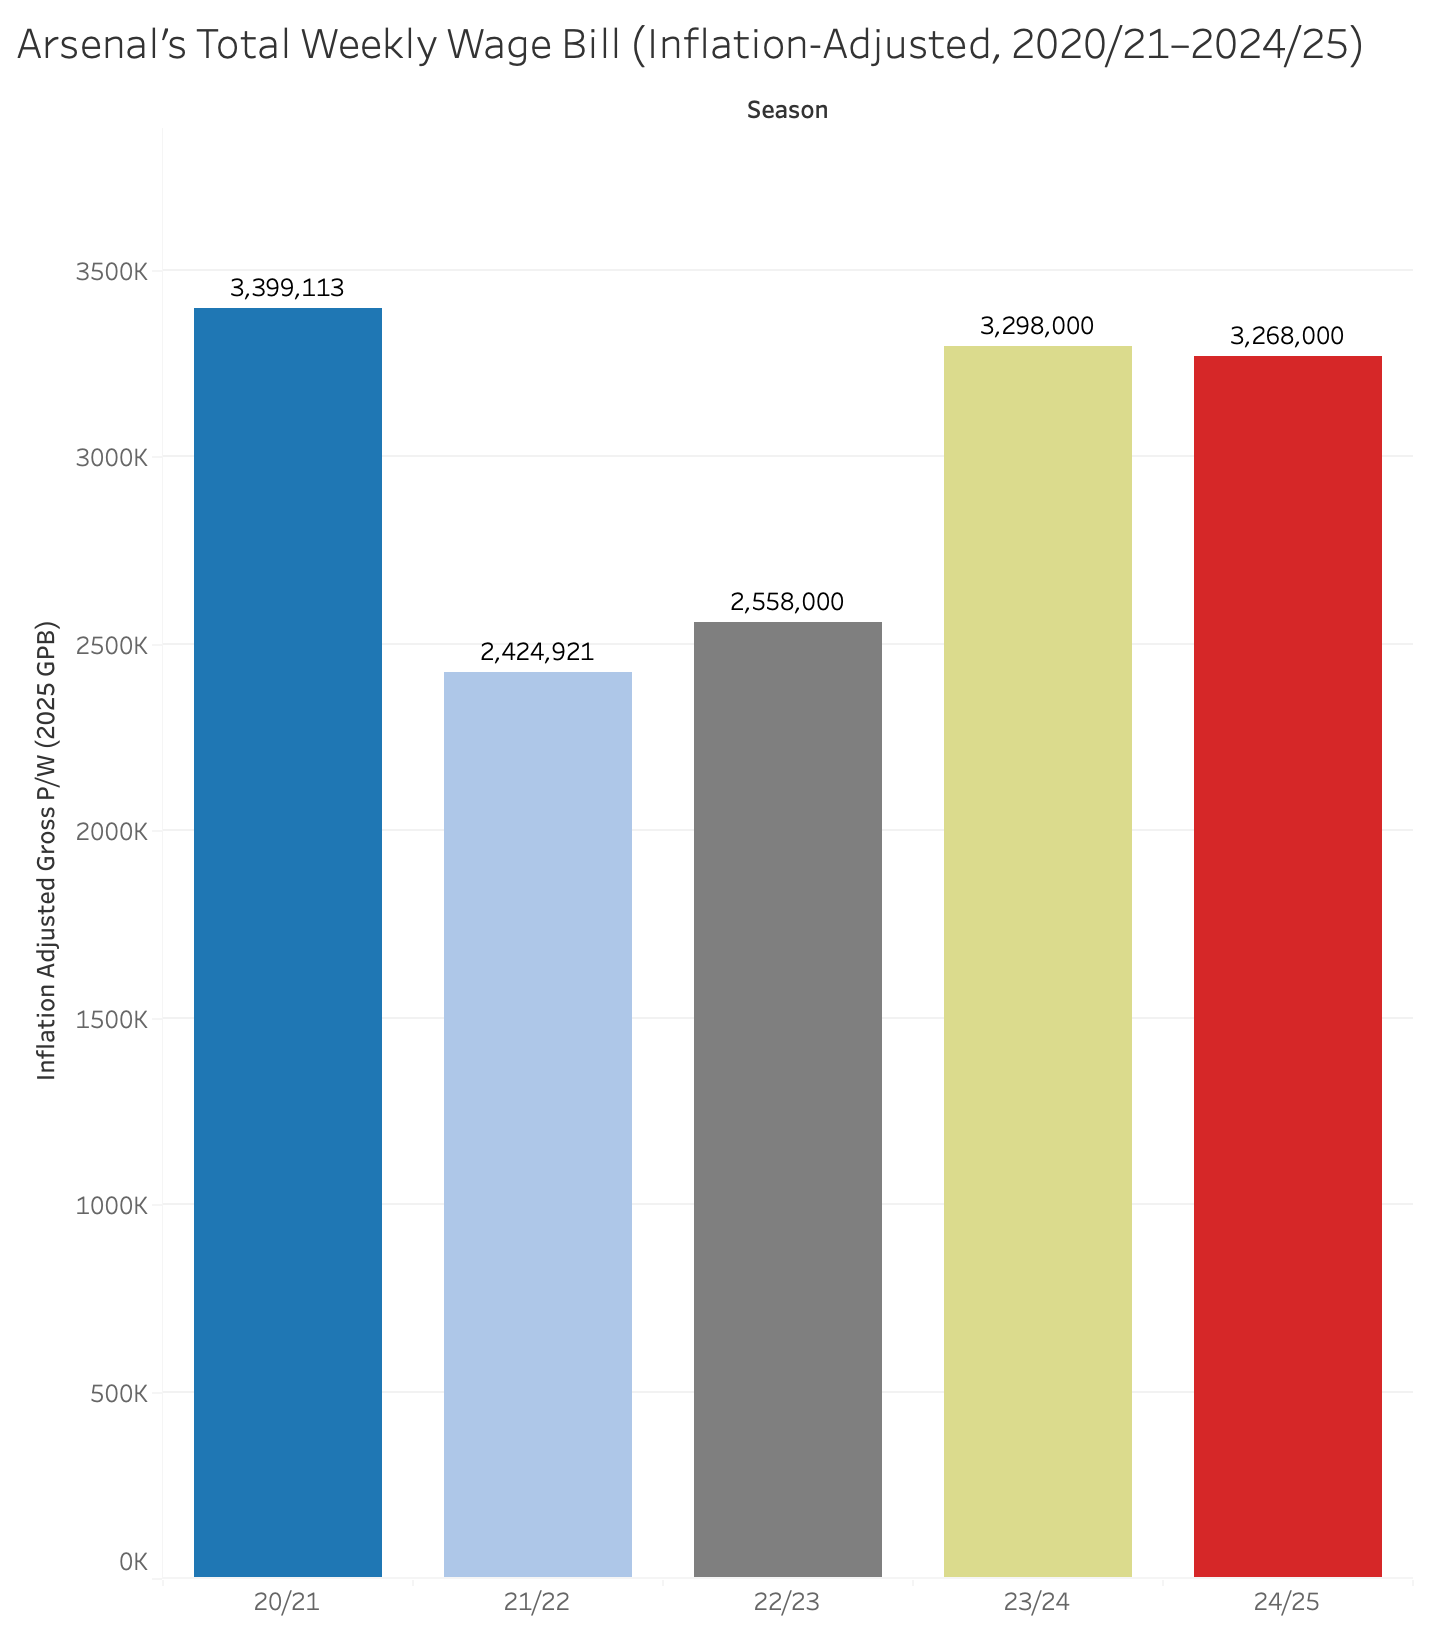 Arsenal’s Total Weekly Wage Bill (Inflation-Adjusted, 2020/21–2024/25)
Season
Inflation Adjusted Gross P/W (2025 GPB)
3500K
3000K
2500K
2000K
1500K
1000K
500K
0K
3,399,113
2,424,921
2,558,000
3,298,000
3,268,000
20/21
21/22
22/23
23/24
24/25